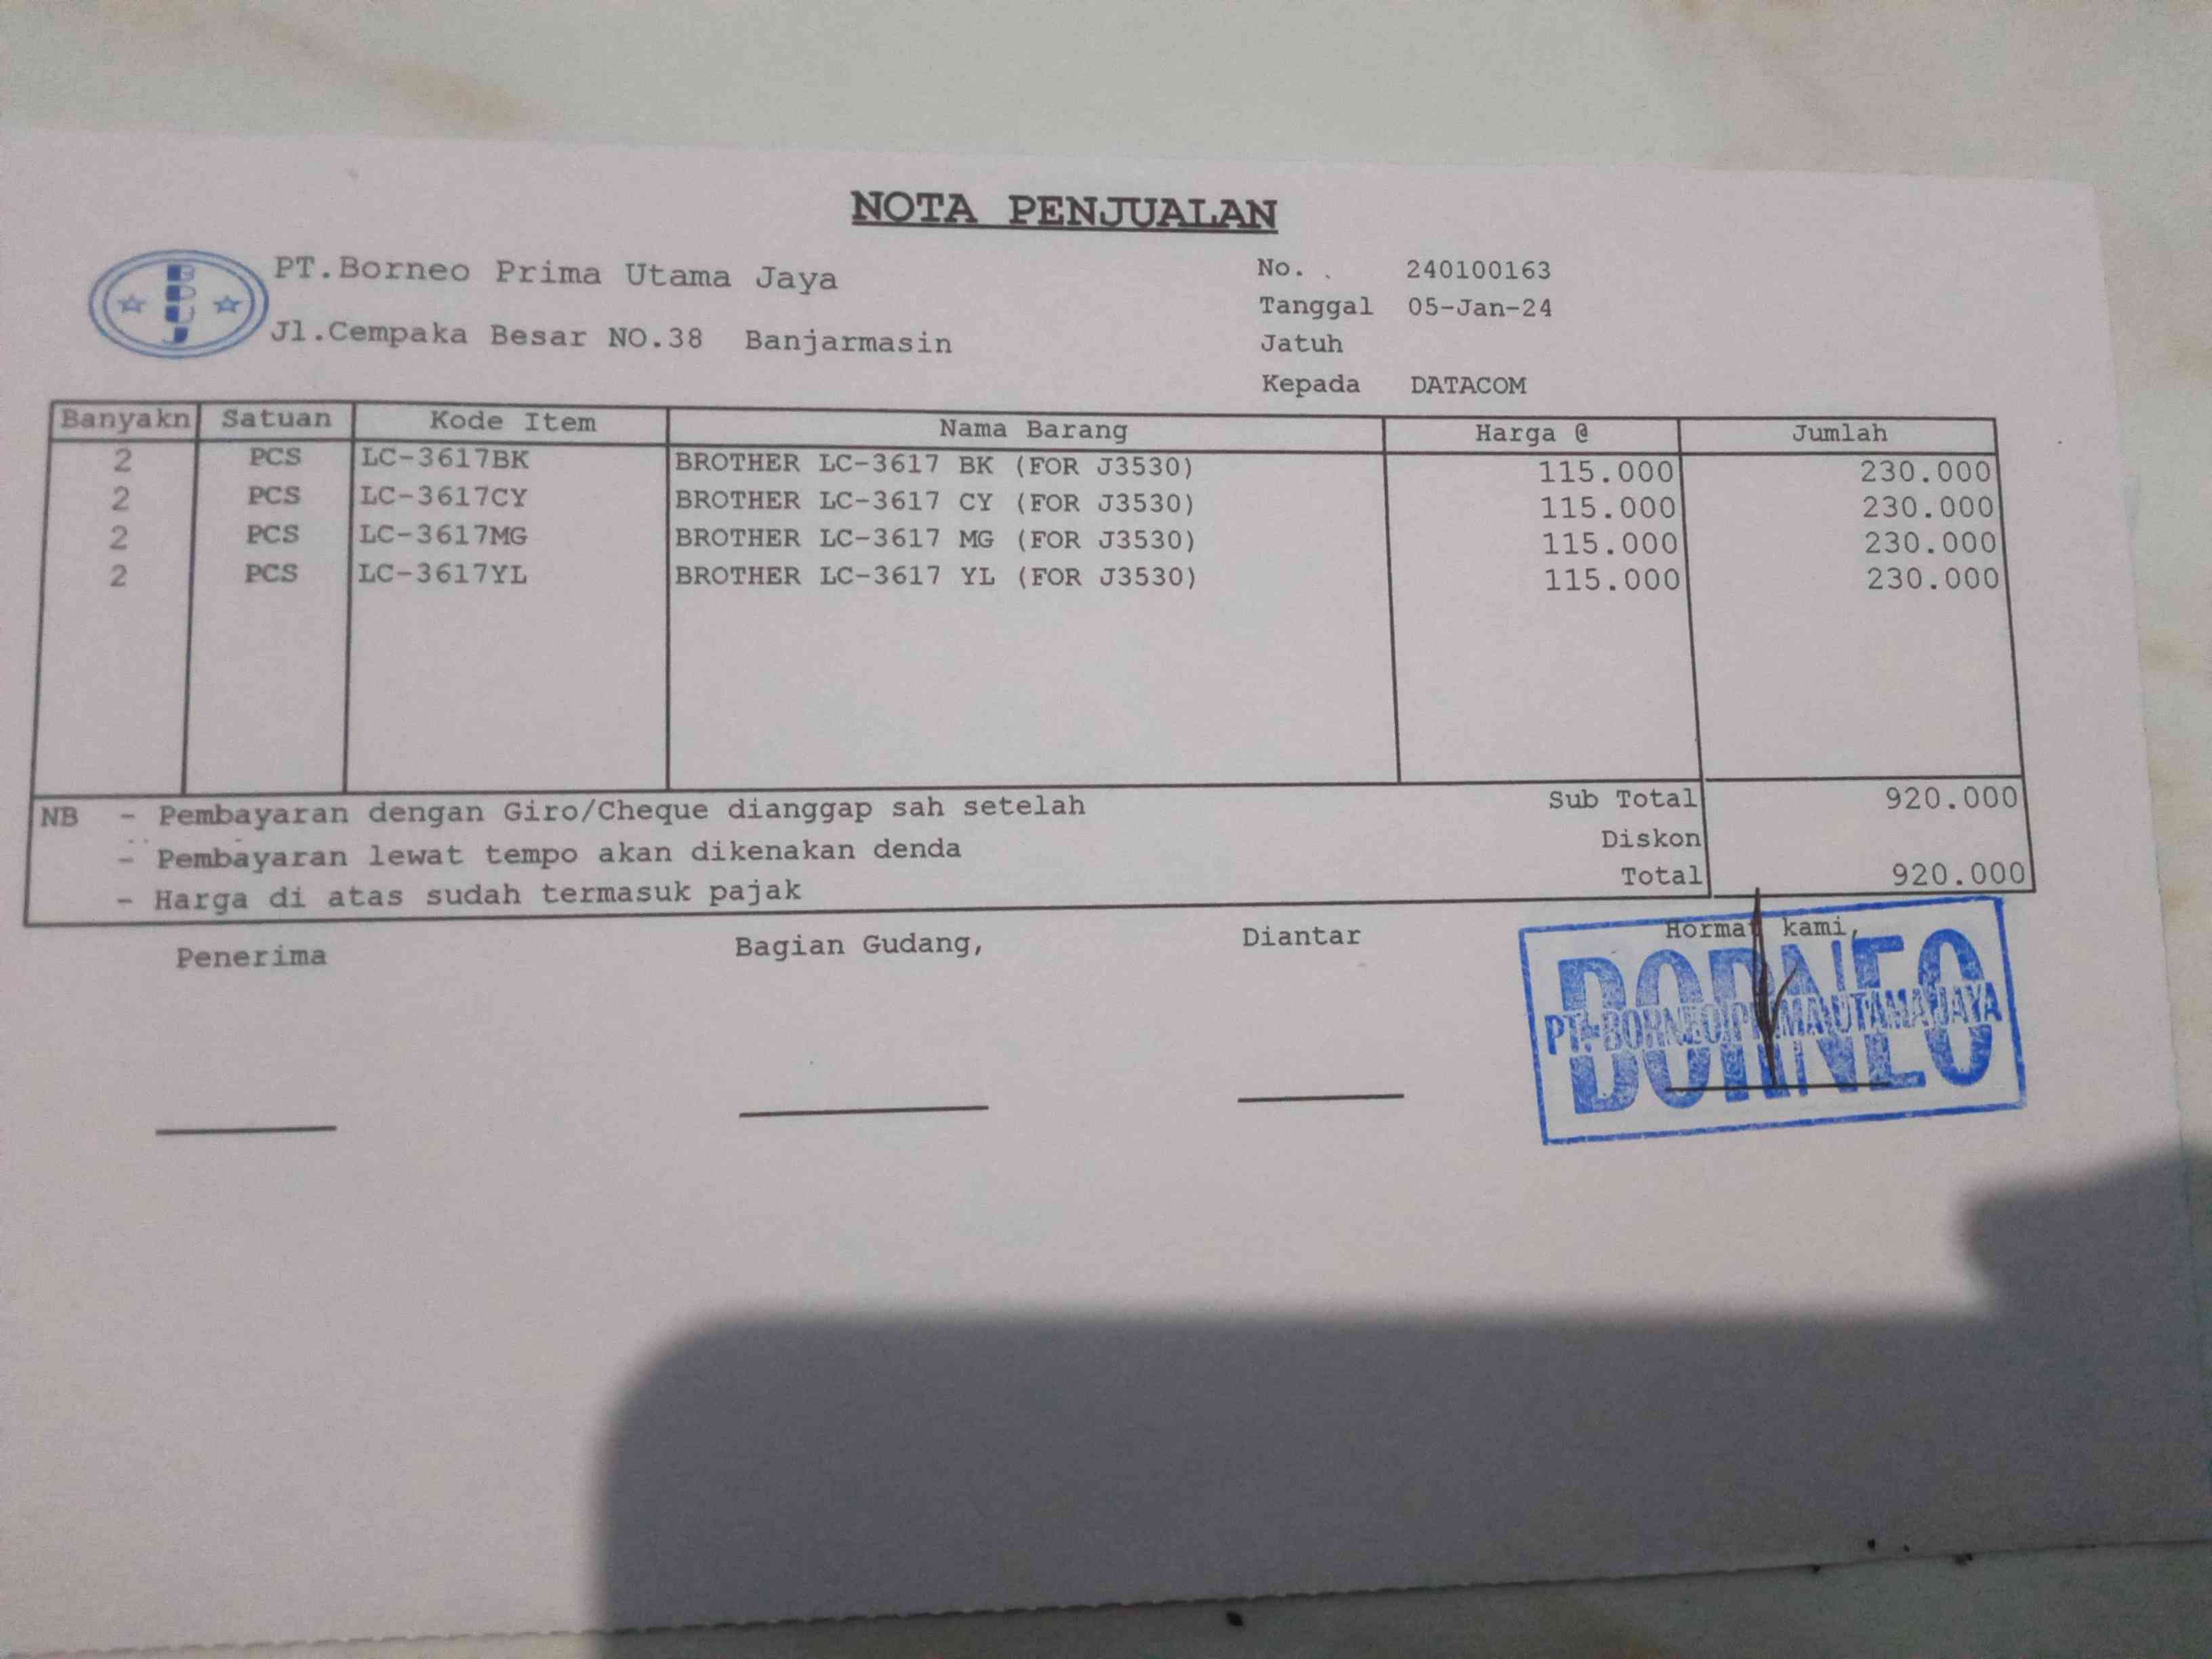 NOTA PENJUALAN
BPUJ
PT.Borneo Prima Utama Jaya
Jl.Cempaka Besar NO.38 Banjarmasin
No. . 240100163
Tanggal 05-Jan-24
Jatuh
Kepada DATACOM
Banyakn Satuan Kode Item Nama Barang Harga @ Jumlah
2 PCS LC-3617BK BROTHER LC-3617 BK (FOR J3530) 115.000 230.000
2 PCS LC-3617CY BROTHER LC-3617 CY (FOR J3530) 115.000 230.000
2 PCS LC-3617MG BROTHER LC-3617 MG (FOR J3530) 115.000 230.000
2 PCS LC-3617YL BROTHER LC-3617 YL (FOR J3530) 115.000 230.000
NB - Pembayaran dengan Giro/Cheque dianggap sah setelah
- Pembayaran lewat tempo akan dikenakan denda
- Harga di atas sudah termasuk pajak
Sub Total 920.000
Diskon
Total 920.000
Penerima Bagian Gudang, Diantar Hormat kami,
BORNEO
PT. BORNEO PRIMA UTAMA JAYA